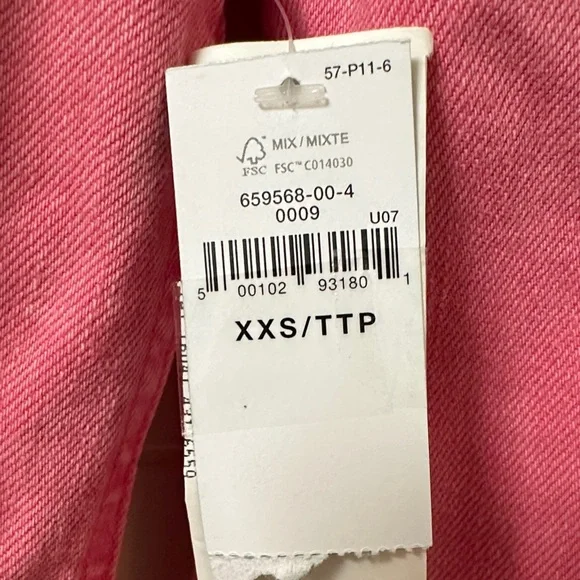 57-P11-6
MIX/MIXTE
FSC
FSC™ C014030
659568-00-4
0009
U07
5 00102 93180 1
XXS/TTP